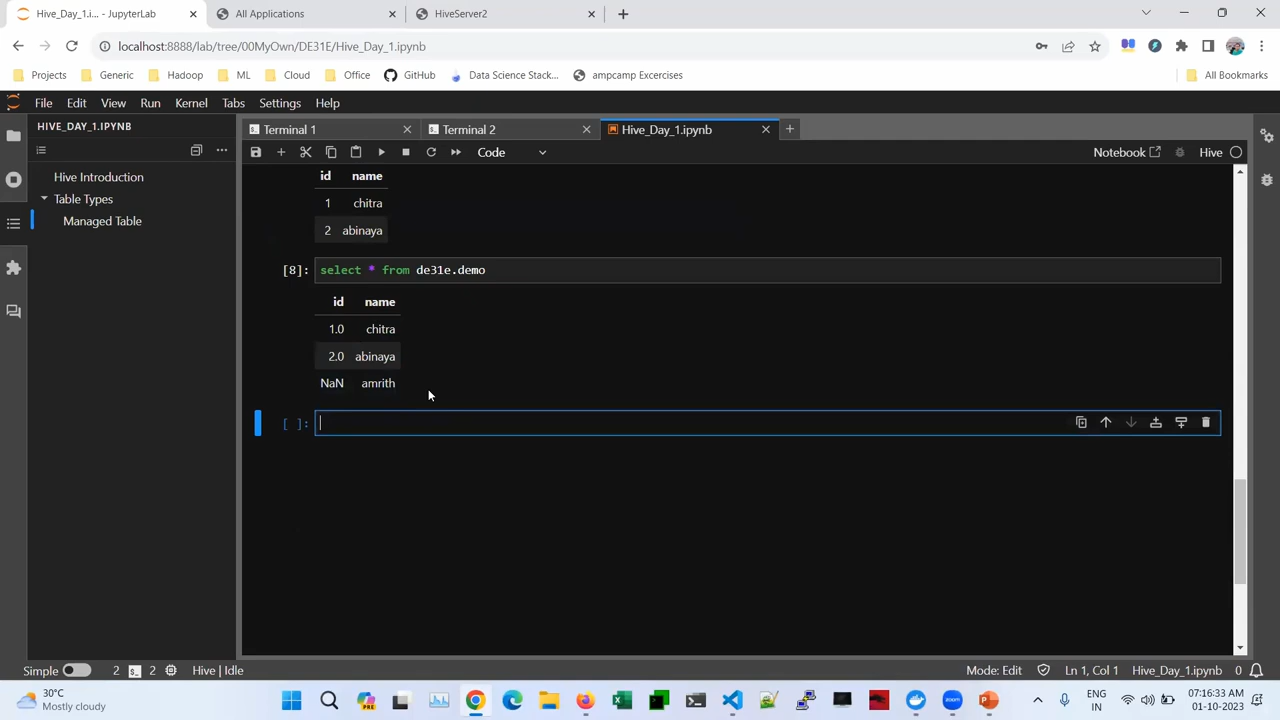 Hive_Day_1.i... - JupyterLab
All Applications
HiveServer2
localhost:8888/lab/tree/00MyOwn/DE31E/Hive_Day_1.ipynb
Projects
Generic
Hadoop
ML
Cloud
Office
GitHub
Data Science Stack...
ampcamp Excercises
All Bookmarks
File
Edit
View
Run
Kernel
Tabs
Settings
Help
HIVE_DAY_1.IPYNB
Terminal 1
Terminal 2
Hive_Day_1.ipynb
Code
Notebook
Hive
Hive Introduction
Table Types
Managed Table
id name
1 chitra
2 abinaya
[8]: select * from de31e.demo
id name
1.0 chitra
2.0 abinaya
NaN amrith
[ ]:
Simple
2
2
Hive | Idle
Mode: Edit
Ln 1, Col 1
Hive_Day_1.ipynb
0
30°C
Mostly cloudy
PRE
zoom
ENG
IN
07:16:33 AM
01-10-2023